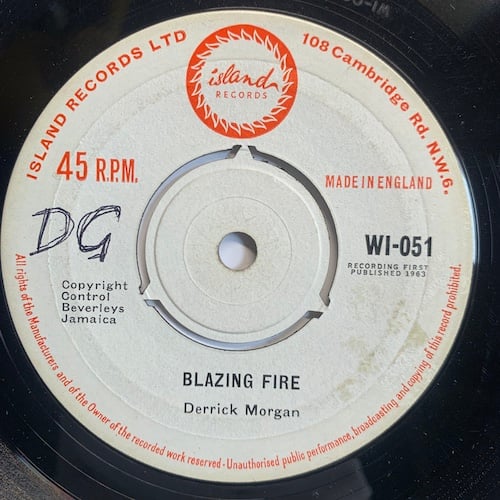 ISLAND RECORDS LTD
108 Cambridge Rd. N.W.6.
island
RECORDS
45 R.P.M.
MADE IN ENGLAND
DG
WI-051
RECORDING FIRST
PUBLISHED 1963
Copyright
Control
Beverleys
Jamaica
BLAZING FIRE
Derrick Morgan
All rights of the Manufacturers and of the Owner of the recorded work reserved - Unauthorised public performance, broadcasting and copying of this record prohibited.